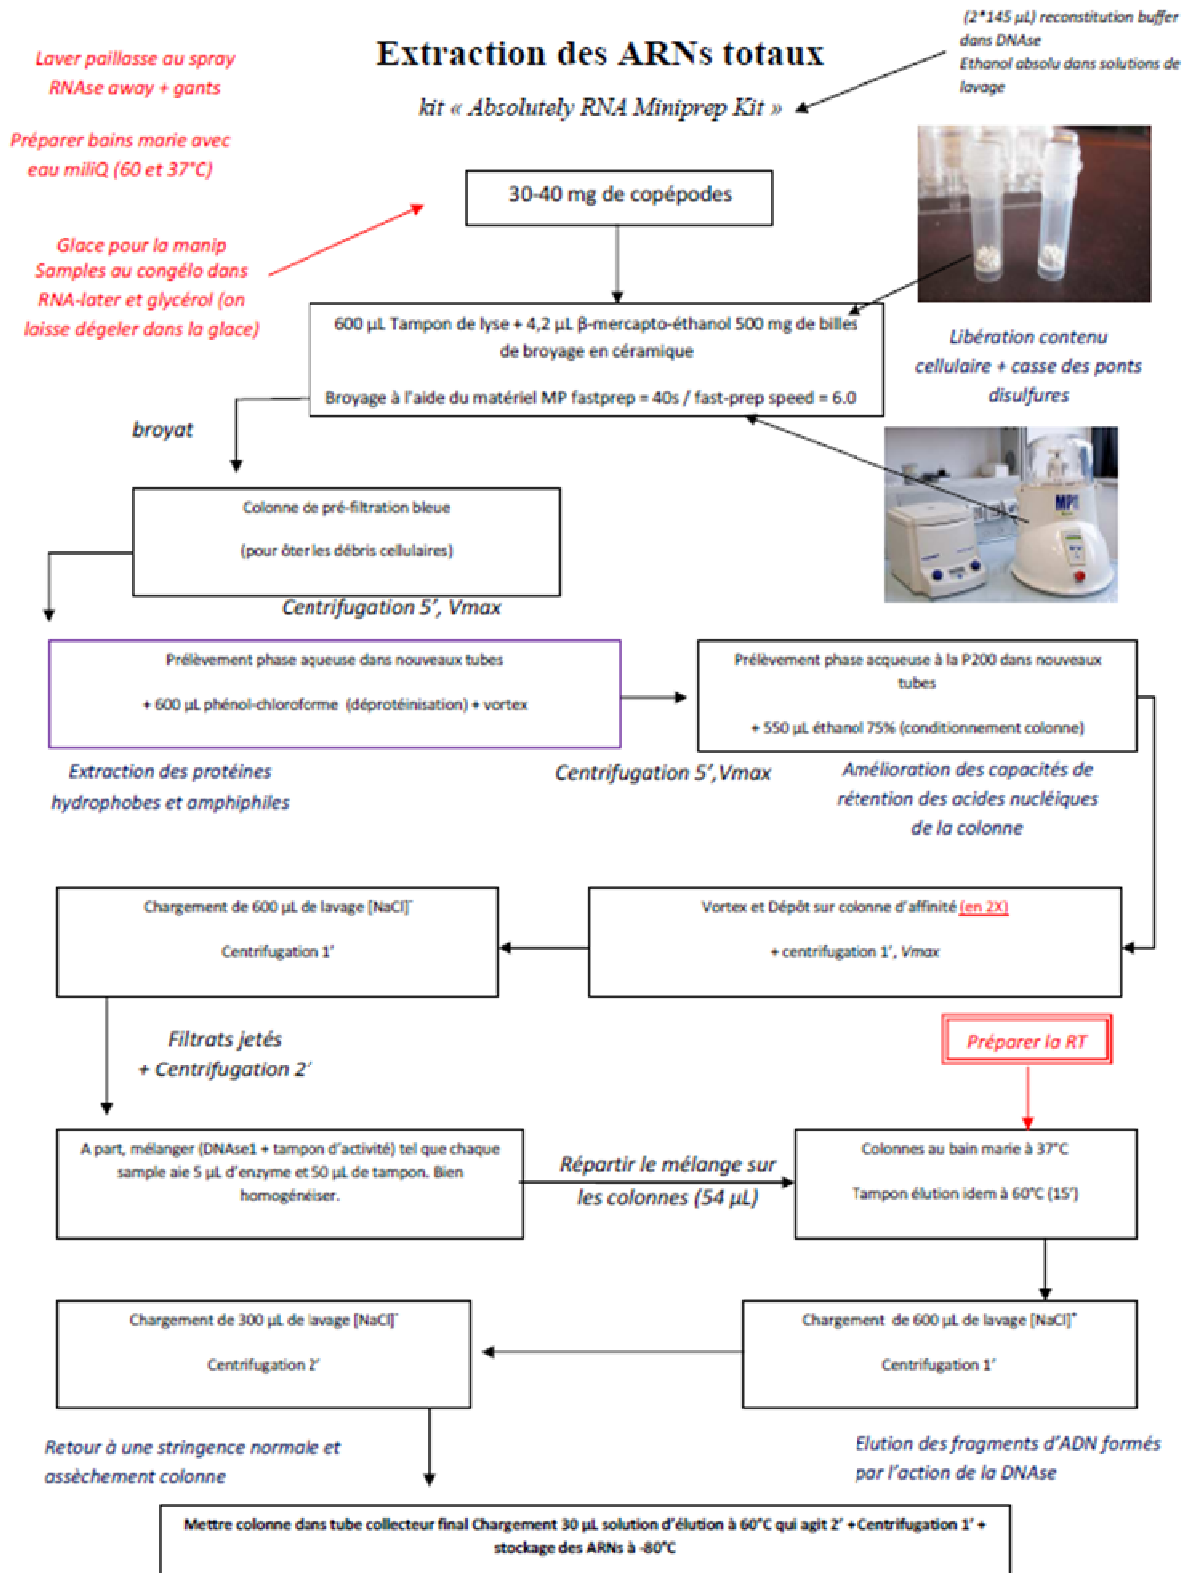 (2*145 µL) reconstitution buffer
dans DNAse
Ethanol absolu dans solutions de
lavage
Extraction des ARNs totaux
kit « Absolutely RNA Miniprep Kit »
Laver paillasse au spray
RNAse away + gants
Préparer bains marie avec
eau miliQ (60 et 37°C)
Glace pour la manip
Samples au congélo dans
RNA-later et glycérol (on
laisse dégeler dans la glace)
30-40 mg de copépodes
600 µL Tampon de lyse + 4,2 µL β-mercapto-éthanol 500 mg de billes
de broyage en céramique
Broyage à l'aide du matériel MP fastprep = 40s / fast-prep speed = 6.0
Libération contenu
cellulaire + casse des ponts
disulfures
broyat
MP
Colonne de pré-filtration bleue
(pour ôter les débris cellulaires)
Centrifugation 5', Vmax
Prélèvement phase aqueuse dans nouveaux tubes
+ 600 µL phénol-chloroforme (déprotéinisation) + vortex
Prélèvement phase acqueuse à la P200 dans nouveaux
tubes
+ 550 µL éthanol 75% (conditionnement colonne)
Extraction des protéines
hydrophobes et amphiphiles
Centrifugation 5',Vmax
Amélioration des capacités de
rétention des acides nucléiques
de la colonne
Vortex et Dépôt sur colonne d'affinité (en 2X)
+ centrifugation 1', Vmax
Chargement de 600 µL de lavage [NaCl]⁻
Centrifugation 1'
Filtrats jetés
+ Centrifugation 2'
Préparer la RT
A part, mélanger (DNAse1 + tampon d'activité) tel que chaque
sample aie 5 µL d'enzyme et 50 µL de tampon. Bien
homogénéiser.
Répartir le mélange sur
les colonnes (54 µL)
Colonnes au bain marie à 37°C
Tampon élution idem à 60°C (15')
Chargement de 600 µL de lavage [NaCl]⁺
Centrifugation 1'
Chargement de 300 µL de lavage [NaCl]⁻
Centrifugation 2'
Elution des fragments d'ADN formés
par l'action de la DNAse
Retour à une stringence normale et
assèchement colonne
Mettre colonne dans tube collecteur final Chargement 30 µL solution d'élution à 60°C qui agit 2' +Centrifugation 1' +
stockage des ARNs à -80°C